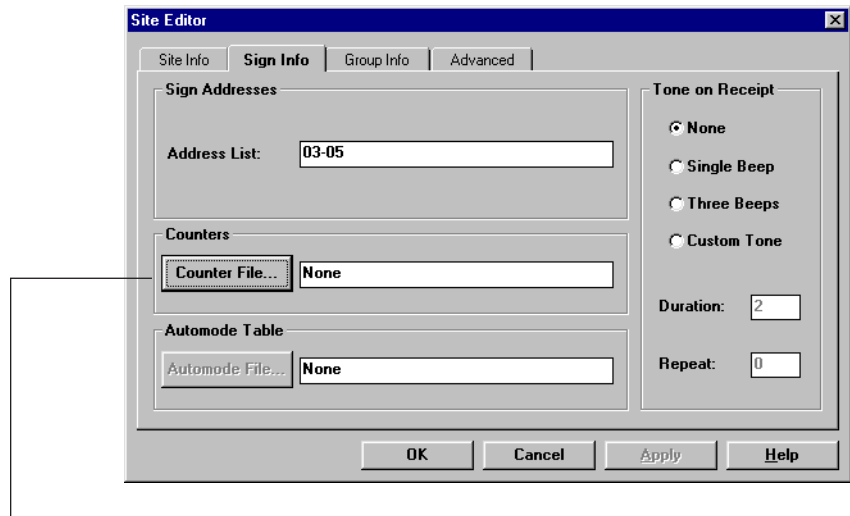 Site Editor
Site Info
Sign Info
Group Info
Advanced
Sign Addresses
Address List:
03-05
Counters
Counter File...
None
Automode Table
Automode File...
None
Tone on Receipt
None
Single Beep
Three Beeps
Custom Tone
Duration:
2
Repeat:
0
OK
Cancel
Apply
Help